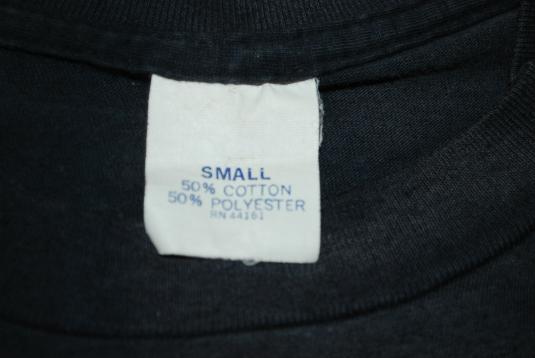 SMALL
50% COTTON
50% POLYESTER
RN 44161